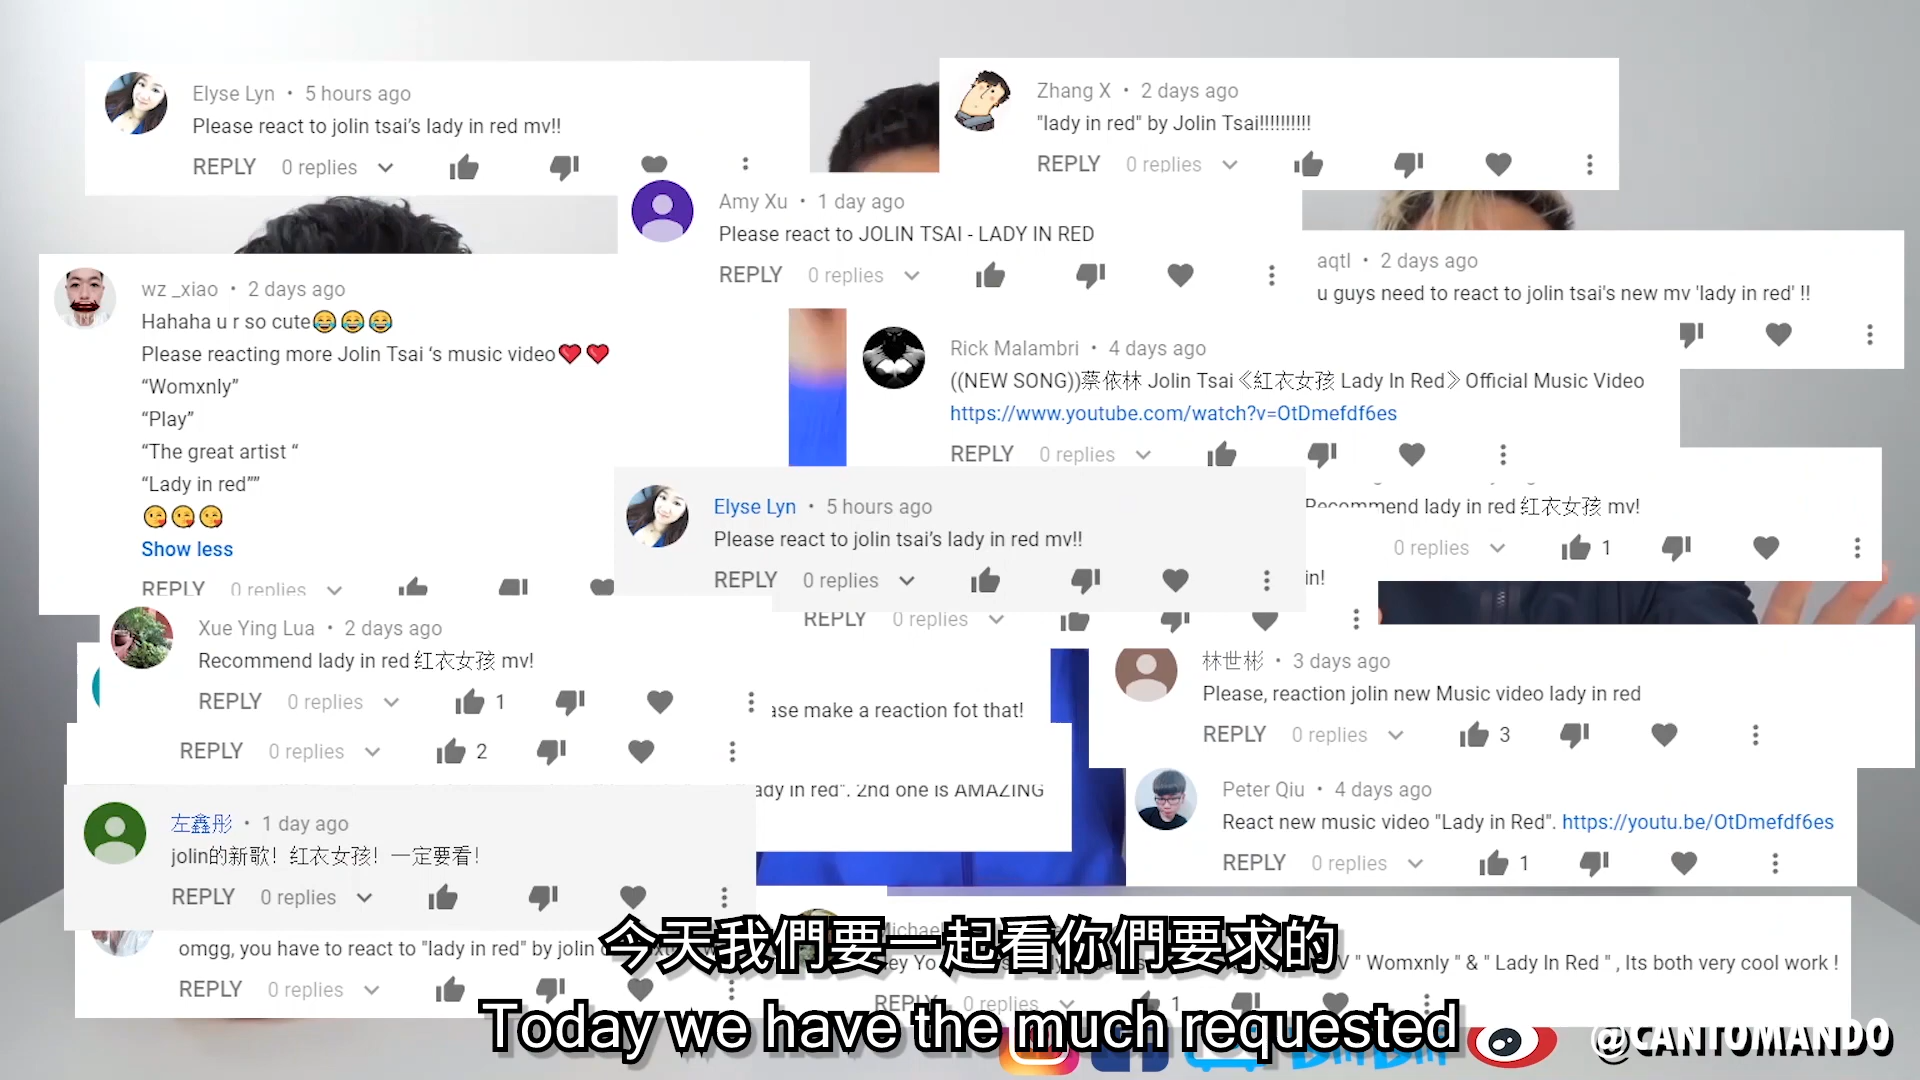 Elyse Lyn • 5 hours ago
Please react to jolin tsai’s lady in red mv!!
REPLY 0 replies
Zhang X • 2 days ago
"lady in red" by Jolin Tsai!!!!!!!!!!
REPLY 0 replies
Amy Xu • 1 day ago
Please react to JOLIN TSAI - LADY IN RED
REPLY 0 replies
aqtl • 2 days ago
u guys need to react to jolin tsai's new mv 'lady in red' !!
wz _xiao • 2 days ago
Hahaha u r so cute😂😂😂
Please reacting more Jolin Tsai ‘s music video❤️❤️
“Womxnly”
“Play”
“The great artist “
“Lady in red””
😘😘😘
Show less
REPLY 0 replies
Rick Malambri • 4 days ago
((NEW SONG))蔡依林 Jolin Tsai《紅衣女孩 Lady In Red》Official Music Video
https://www.youtube.com/watch?v=OtDmefdf6es
REPLY 0 replies
Recommend lady in red 红衣女孩 mv!
0 replies 1
Elyse Lyn • 5 hours ago
Please react to jolin tsai’s lady in red mv!!
REPLY 0 replies
in!
REPLY 0 replies
Xue Ying Lua • 2 days ago
Recommend lady in red 红衣女孩 mv!
REPLY 0 replies 1
ase make a reaction fot that!
REPLY 0 replies 2
ady in red". 2nd one is AMAZING
林世彬 • 3 days ago
Please, reaction jolin new Music video lady in red
REPLY 0 replies 3
Peter Qiu • 4 days ago
React new music video "Lady in Red". https://youtu.be/OtDmefdf6es
REPLY 0 replies 1
左鑫彤 • 1 day ago
jolin的新歌！红衣女孩！一定要看！
REPLY 0 replies
omgg, you have to react to "lady in red" by jolin
REPLY 0 replies
" Womxnly " & " Lady In Red " , Its both very cool work !
REPLY 0 replies 1
今天我們要一起看你們要求的
Today we have the much requested
@CANTOMANDO